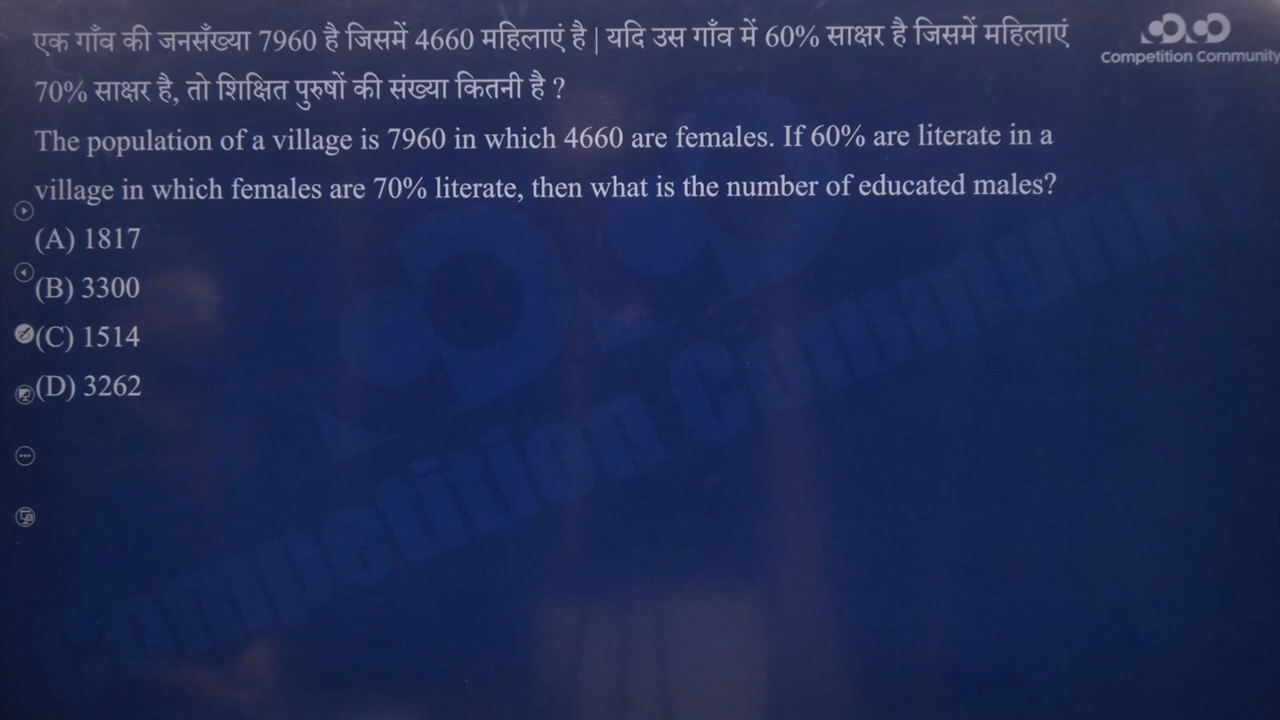 एक गाँव की जनसँख्या 7960 है जिसमें 4660 महिलाएं है | यदि उस गाँव में 60% साक्षर है जिसमें महिलाएं
70% साक्षर है, तो शिक्षित पुरुषों की संख्या कितनी है ?
The population of a village is 7960 in which 4660 are females. If 60% are literate in a
village in which females are 70% literate, then what is the number of educated males?
(A) 1817
(B) 3300
(C) 1514
(D) 3262
Competition Community
Competition Community